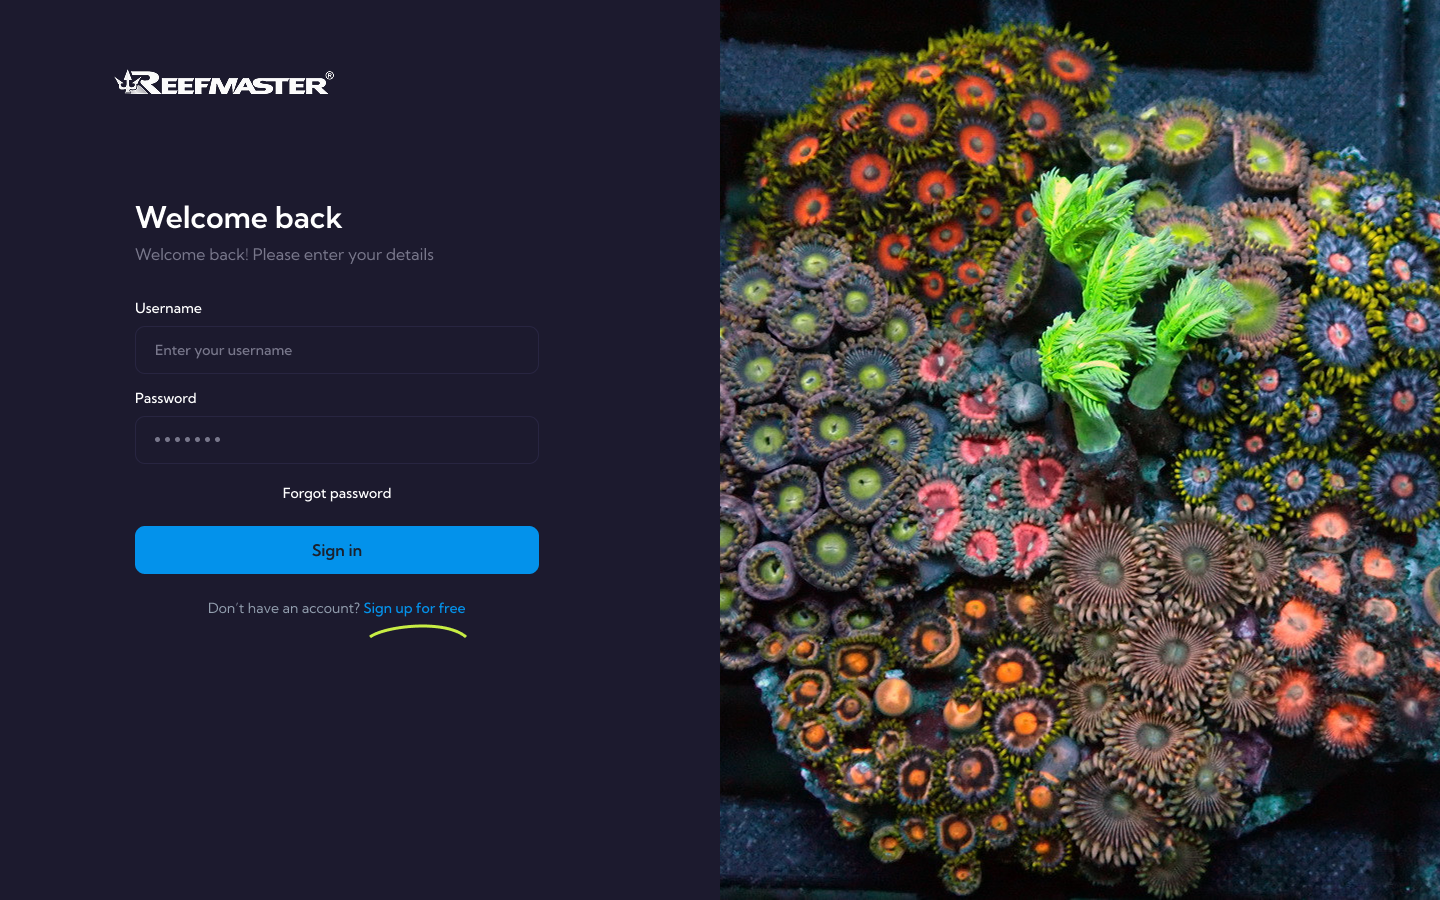 REEFMASTER®
Welcome back
Welcome back! Please enter your details
Username
Enter your username
Password
Forgot password
Sign in
Don't have an account? Sign up for free